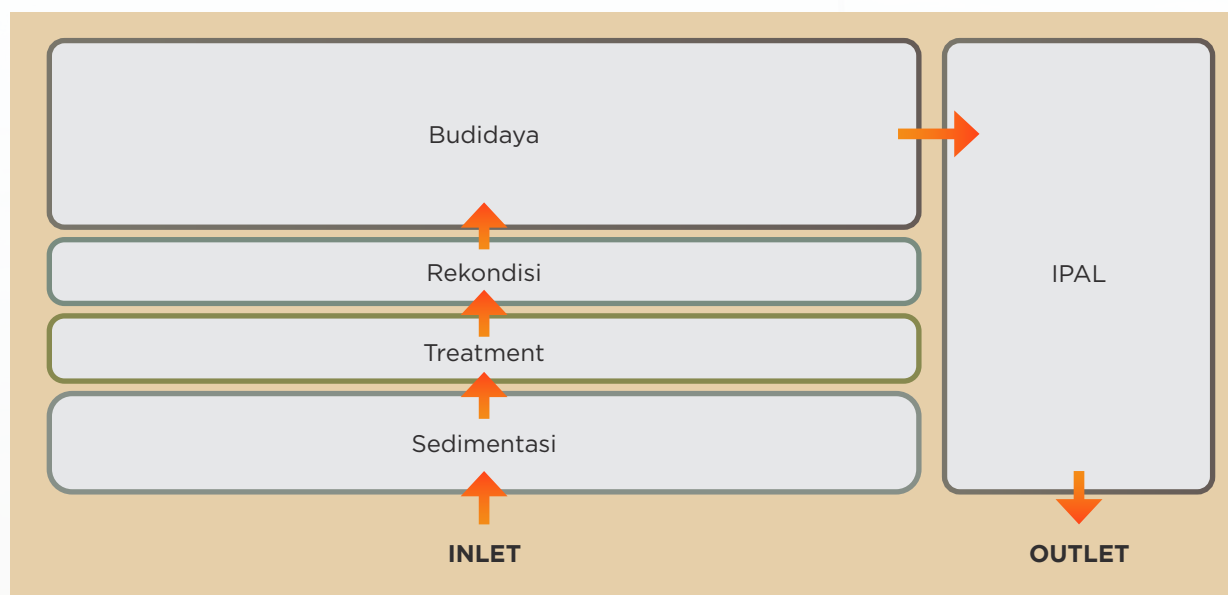 Budidaya
Rekondisi
IPAL
Treatment
Sedimentasi
INLET
OUTLET